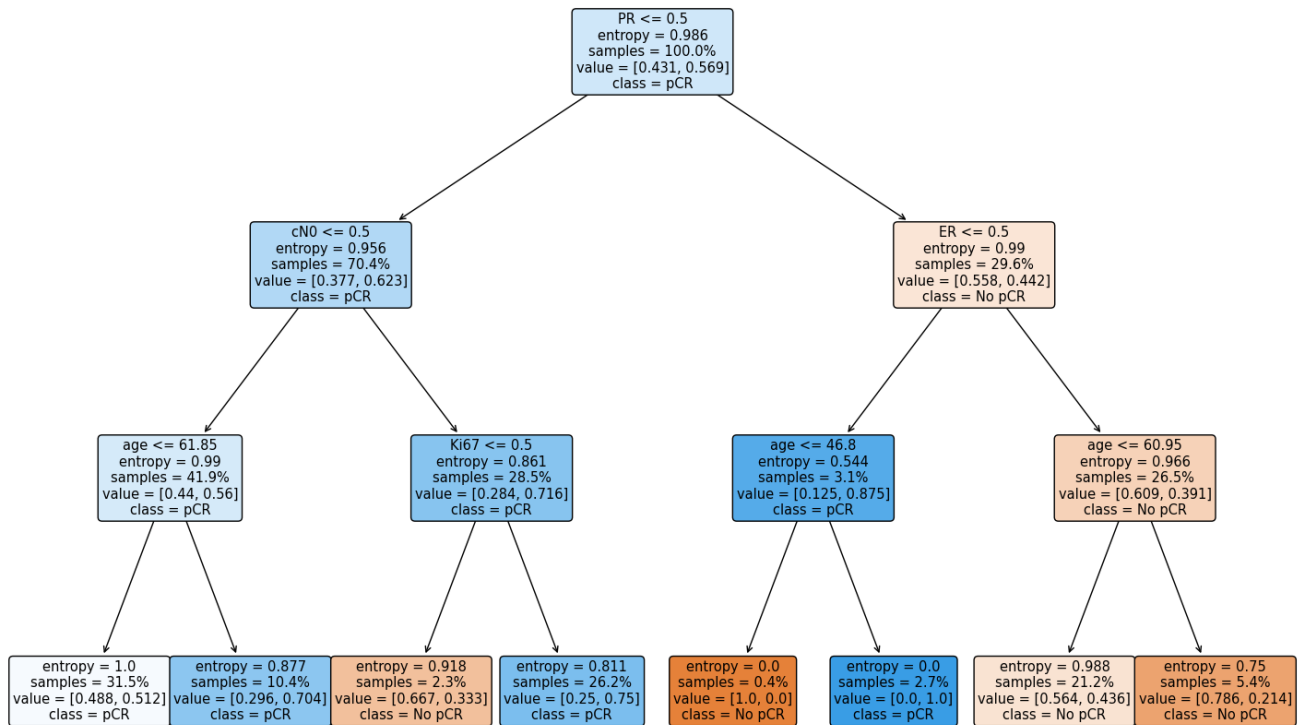 PR <= 0.5
entropy = 0.986
samples = 100.0%
value = [0.431, 0.569]
class = pCR
cN0 <= 0.5
entropy = 0.956
samples = 70.4%
value = [0.377, 0.623]
class = pCR
ER <= 0.5
entropy = 0.99
samples = 29.6%
value = [0.558, 0.442]
class = No pCR
age <= 61.85
entropy = 0.99
samples = 41.9%
value = [0.44, 0.56]
class = pCR
Ki67 <= 0.5
entropy = 0.861
samples = 28.5%
value = [0.284, 0.716]
class = pCR
age <= 46.8
entropy = 0.544
samples = 3.1%
value = [0.125, 0.875]
class = pCR
age <= 60.95
entropy = 0.966
samples = 26.5%
value = [0.609, 0.391]
class = No pCR
entropy = 1.0
samples = 31.5%
value = [0.488, 0.512]
class = pCR
entropy = 0.877
samples = 10.4%
value = [0.296, 0.704]
class = pCR
entropy = 0.918
samples = 2.3%
value = [0.667, 0.333]
class = No pCR
entropy = 0.811
samples = 26.2%
value = [0.25, 0.75]
class = pCR
entropy = 0.0
samples = 0.4%
value = [1.0, 0.0]
class = No pCR
entropy = 0.0
samples = 2.7%
value = [0.0, 1.0]
class = pCR
entropy = 0.988
samples = 21.2%
value = [0.564, 0.436]
class = No pCR
entropy = 0.75
samples = 5.4%
value = [0.786, 0.214]
class = No pCR